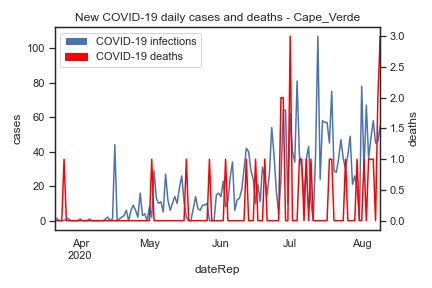 New COVID-19 daily cases and deaths - Cape_Verde
COVID-19 infections
COVID-19 deaths
cases
100
80
60
40
20
0
deaths
3.0
2.5
2.0
1.5
1.0
0.5
0.0
Apr
2020
May
Jun
Jul
Aug
dateRep